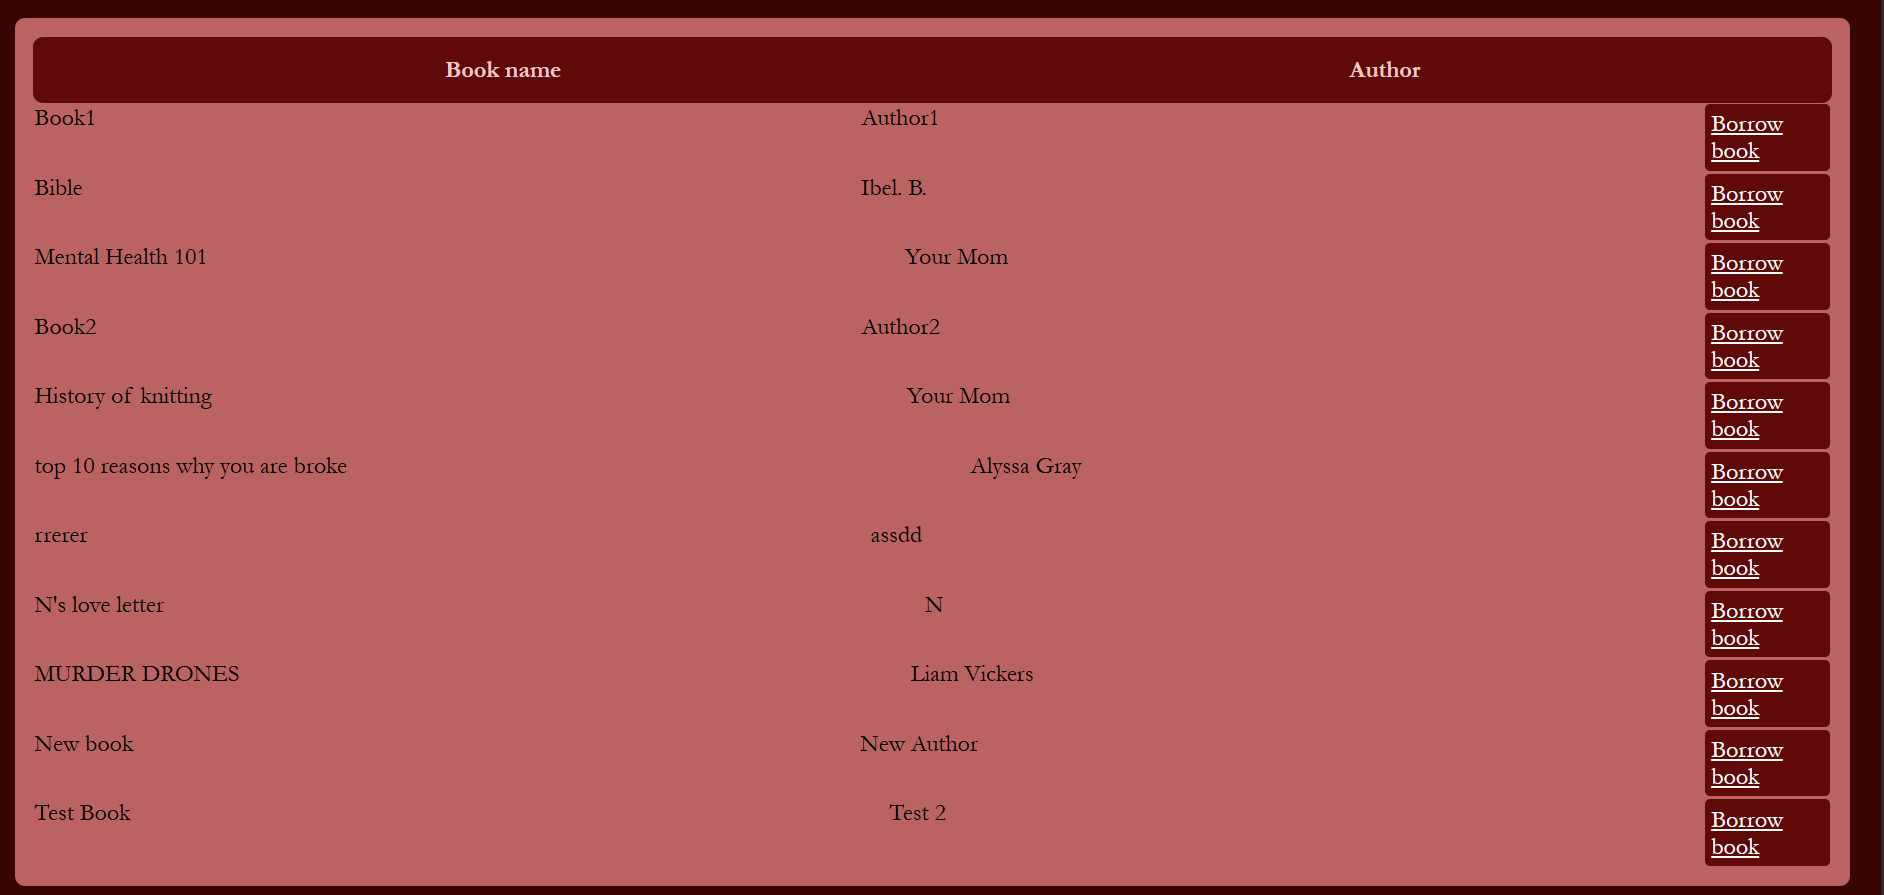 Book name Author
Book1 Author1 Borrow
book
Bible Ibel. B. Borrow
book
Mental Health 101 Your Mom Borrow
book
Book2 Author2 Borrow
book
History of knitting Your Mom Borrow
book
top 10 reasons why you are broke Alyssa Gray Borrow
book
rrerer assdd Borrow
book
N's love letter N Borrow
book
MURDER DRONES Liam Vickers Borrow
book
New book New Author Borrow
book
Test Book Test 2 Borrow
book